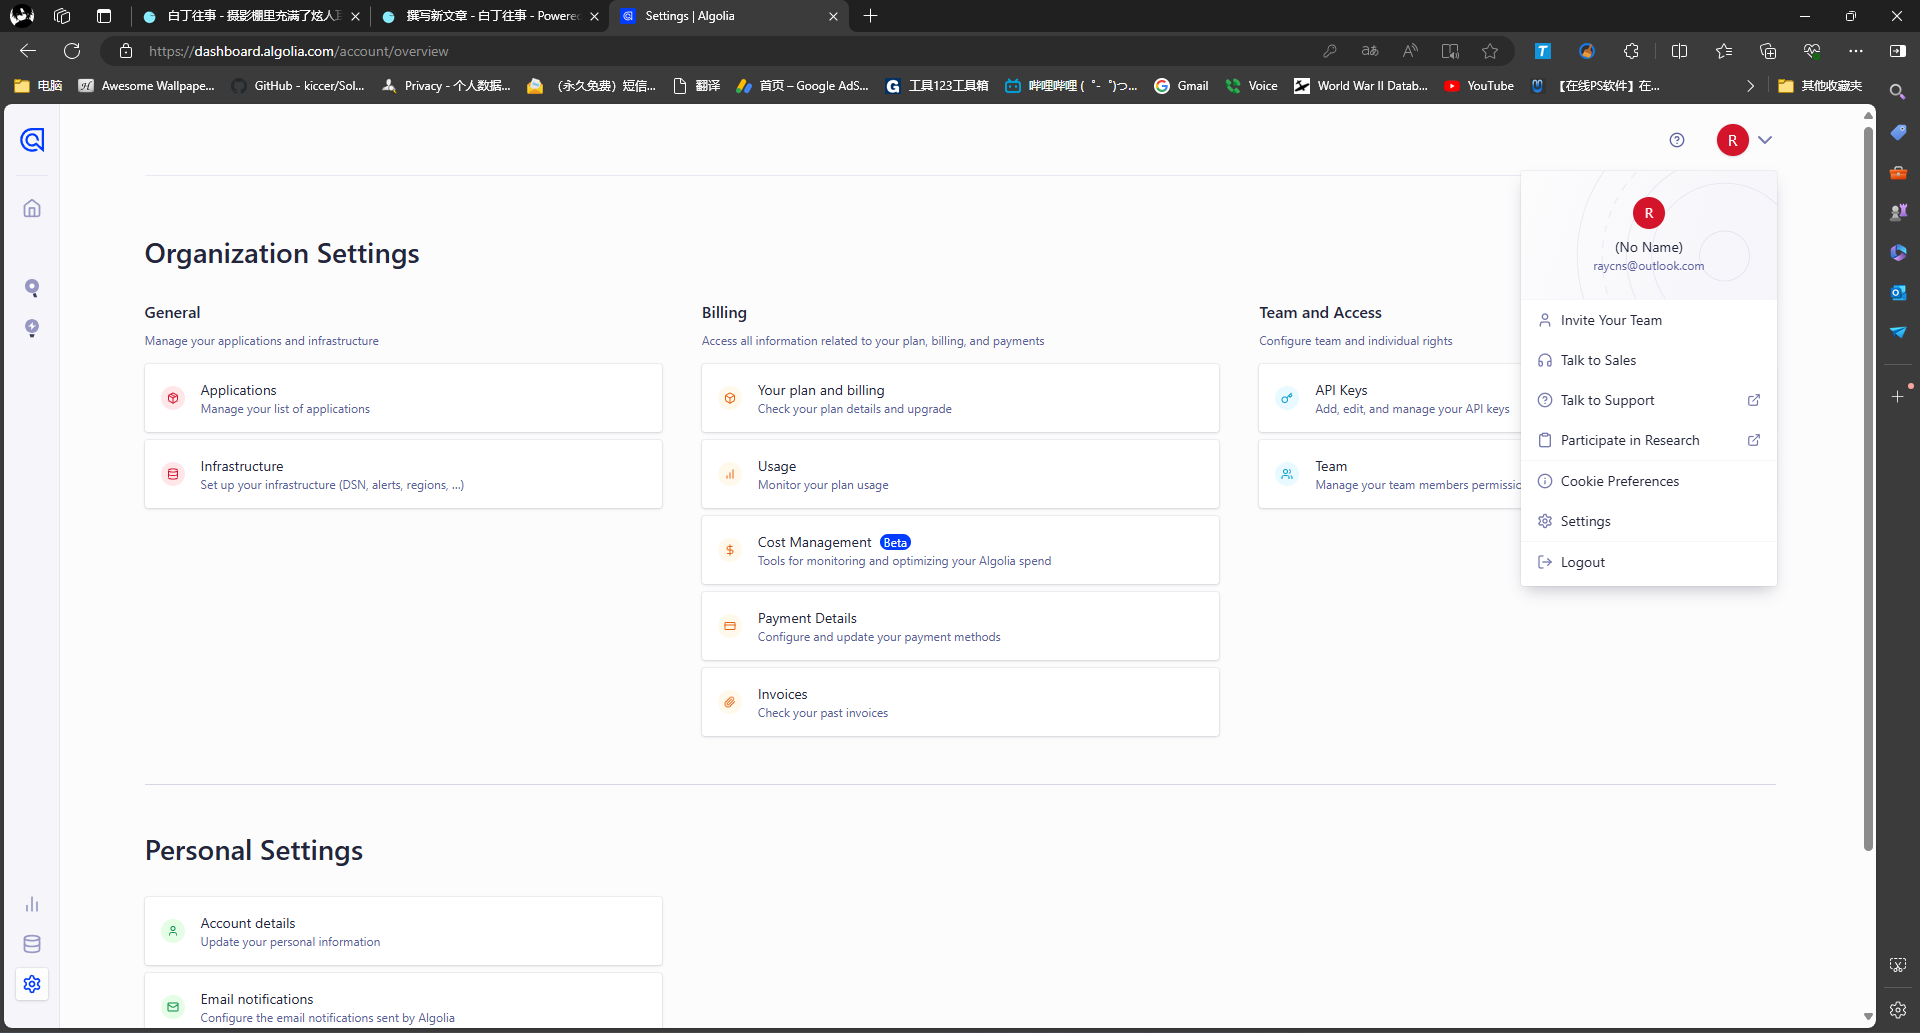 白丁往事 - 摄影棚里充满了炫人耳
撰写新文章 - 白丁往事 - Powered
Settings | Algolia
https://dashboard.algolia.com/account/overview
电脑
Awesome Wallpape...
GitHub - kiccer/Sol...
Privacy - 个人数据...
（永久免费）短信...
翻译
首页 – Google AdS...
工具123工具箱
哔哩哔哩 (゜-゜)つ...
Gmail
Voice
World War II Datab...
YouTube
【在线PS软件】在...
其他收藏夹
R
R
(No Name)
raycns@outlook.com
Invite Your Team
Talk to Sales
Talk to Support
Participate in Research
Cookie Preferences
Settings
Logout
Organization Settings
General
Manage your applications and infrastructure
Applications
Manage your list of applications
Infrastructure
Set up your infrastructure (DSN, alerts, regions, ...)
Billing
Access all information related to your plan, billing, and payments
Your plan and billing
Check your plan details and upgrade
Usage
Monitor your plan usage
Cost Management Beta
Tools for monitoring and optimizing your Algolia spend
Payment Details
Configure and update your payment methods
Invoices
Check your past invoices
Team and Access
Configure team and individual rights
API Keys
Add, edit, and manage your API keys
Team
Manage your team members permissio
Personal Settings
Account details
Update your personal information
Email notifications
Configure the email notifications sent by Algolia